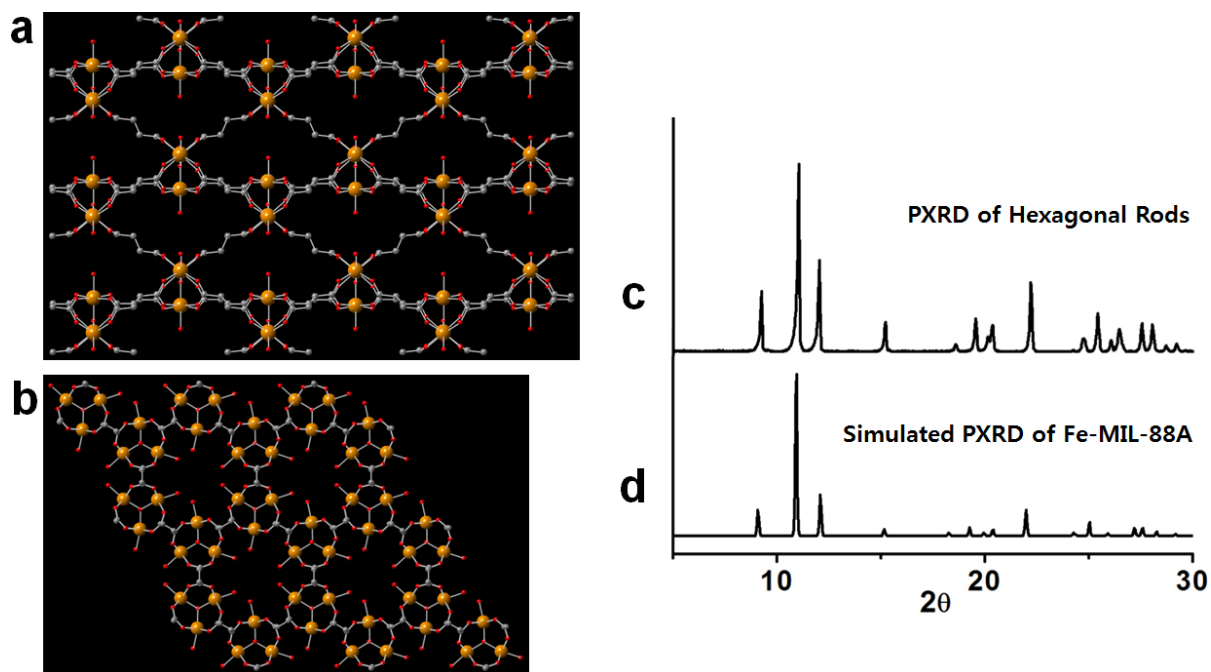 a
b
PXRD of Hexagonal Rods
c
Simulated PXRD of Fe-MIL-88A
d
10
20
30
2θ